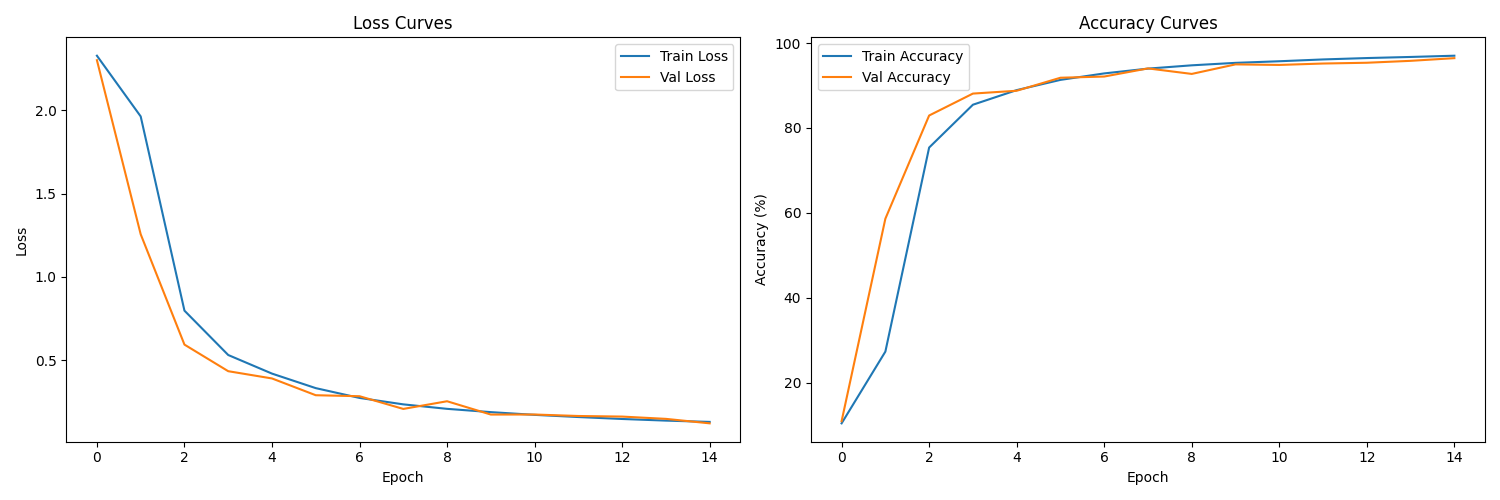 Loss Curves
Train Loss
Val Loss
2.0
1.5
1.0
0.5
Loss
0 2 4 6 8 10 12 14
Epoch
Accuracy Curves
Train Accuracy
Val Accuracy
100
80
60
40
20
Accuracy (%)
0 2 4 6 8 10 12 14
Epoch